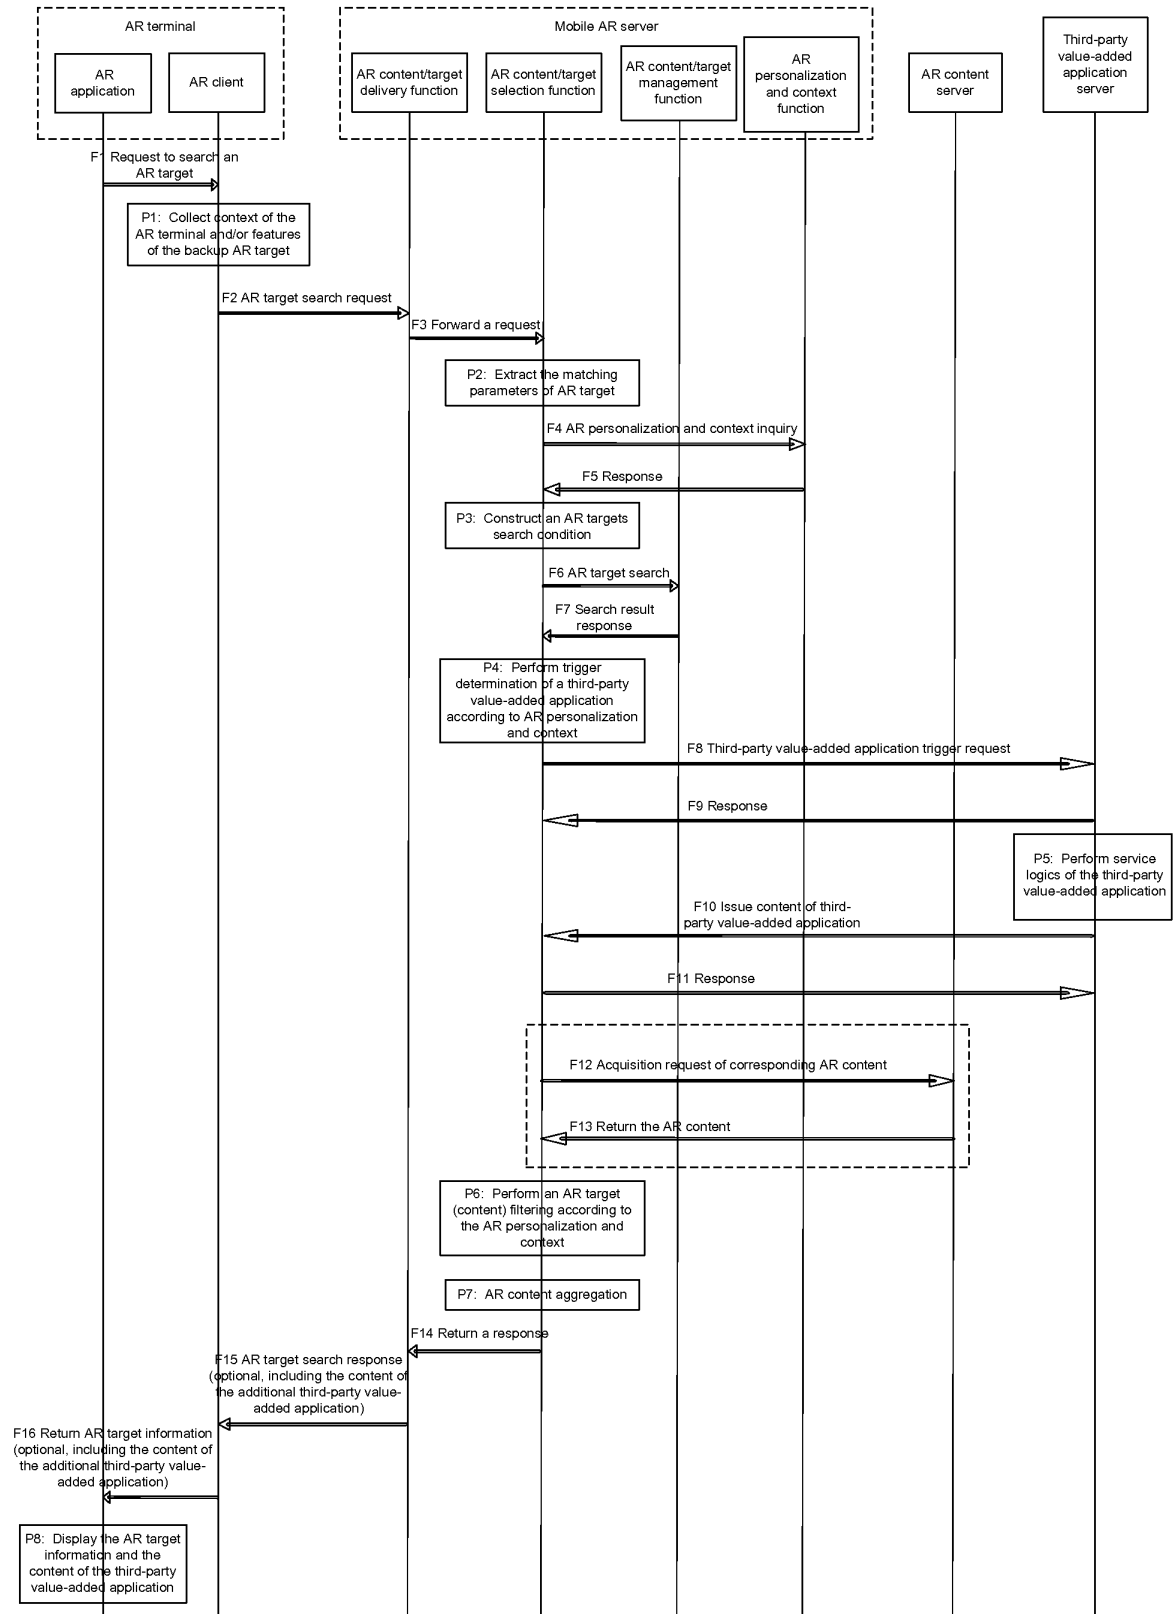 AR terminal
Mobile AR server
AR
application
AR client
AR content/target
delivery function
AR content/target
selection function
AR content/target
management
function
AR
personalization
and context
function
AR content
server
Third-party
value-added
application
server
F1 Request to search an
AR target
P1: Collect context of the
AR terminal and/or features
of the backup AR target
F2 AR target search request
F3 Forward a request
P2: Extract the matching
parameters of AR target
F4 AR personalization and context inquiry
F5 Response
P3: Construct an AR targets
search condition
F6 AR target search
F7 Search result
response
P4: Perform trigger
determination of a third-party
value-added application
according to AR personalization
and context
F8 Third-party value-added application trigger request
F9 Response
P5: Perform service
logics of the third-party
value-added application
F10 Issue content of third-
party value-added application
F11 Response
F12 Acquisition request of corresponding AR content
F13 Return the AR content
P6: Perform an AR target
(content) filtering according to
the AR personalization and
context
P7: AR content aggregation
F14 Return a response
F15 AR target search response
(optional, including the content of
the additional third-party value-
added application)
F16 Return AR target information
(optional, including the content of
the additional third-party value-
added application)
P8: Display the AR target
information and the
content of the third-party
value-added application